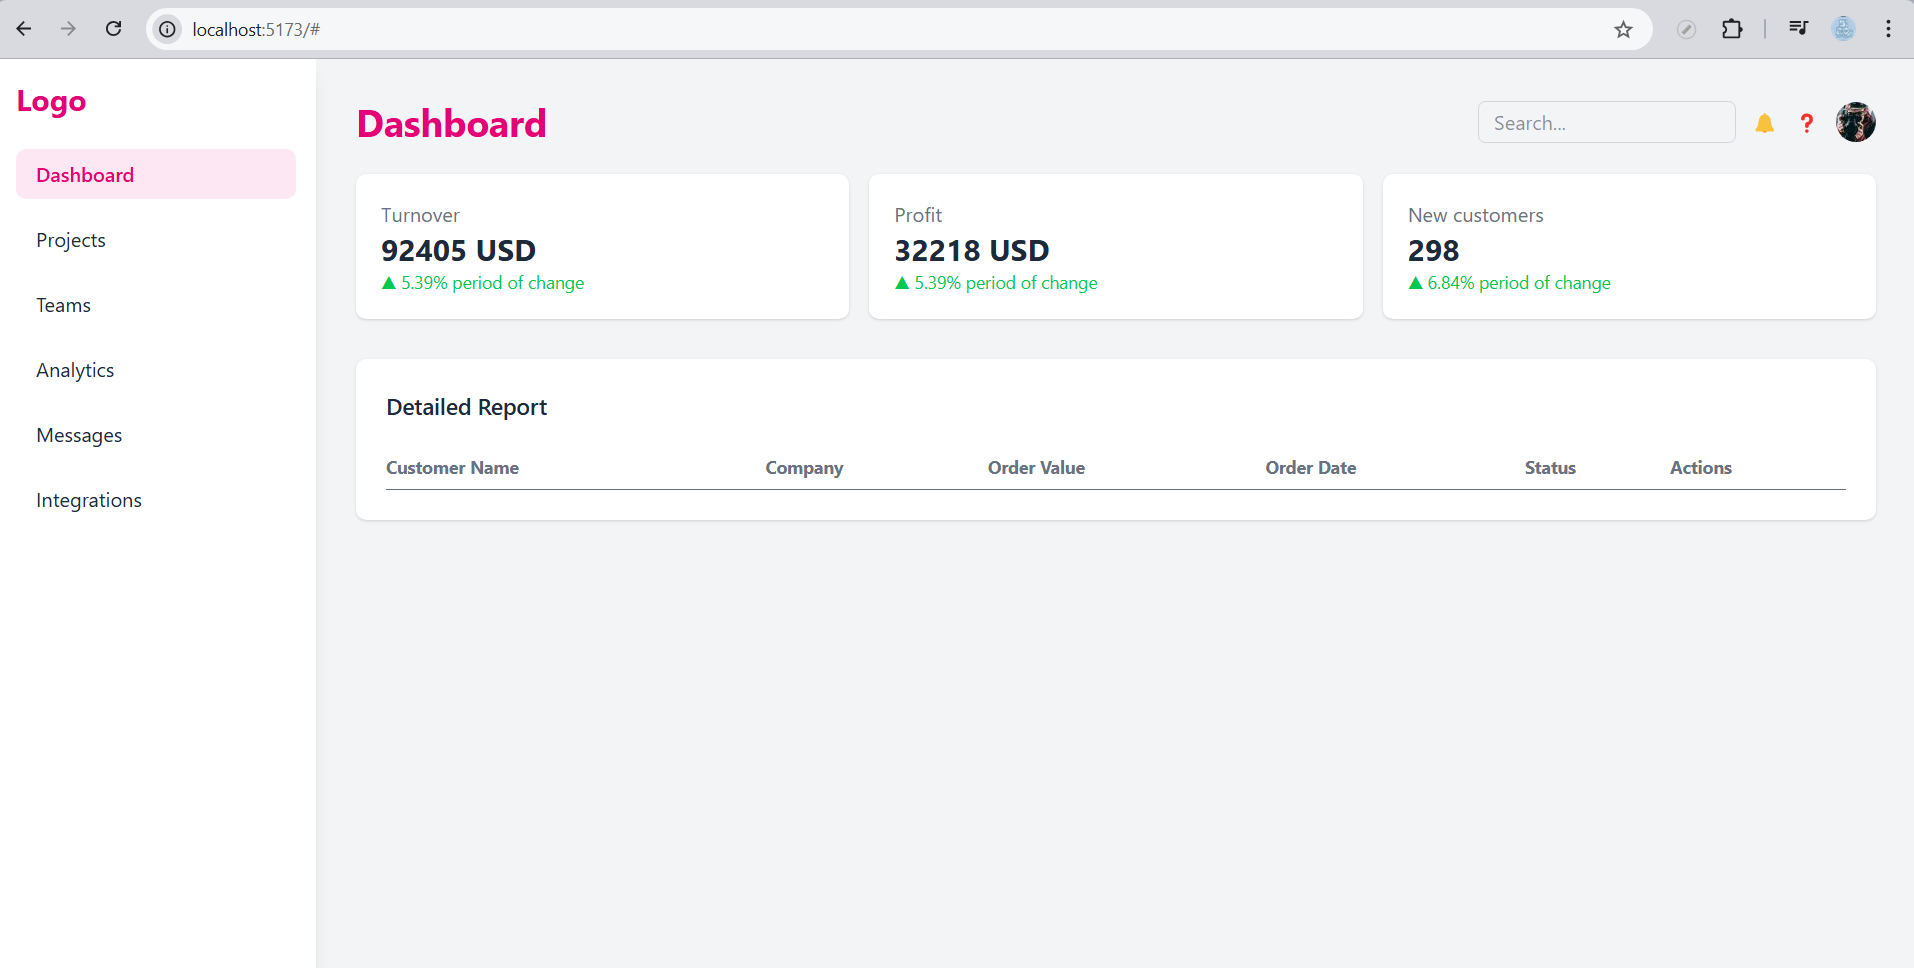 localhost:5173/#
Logo
Dashboard
Projects
Teams
Analytics
Messages
Integrations
Dashboard
Search...
Turnover
92405 USD
▲ 5.39% period of change
Profit
32218 USD
▲ 5.39% period of change
New customers
298
▲ 6.84% period of change
Detailed Report
Customer Name Company Order Value Order Date Status Actions